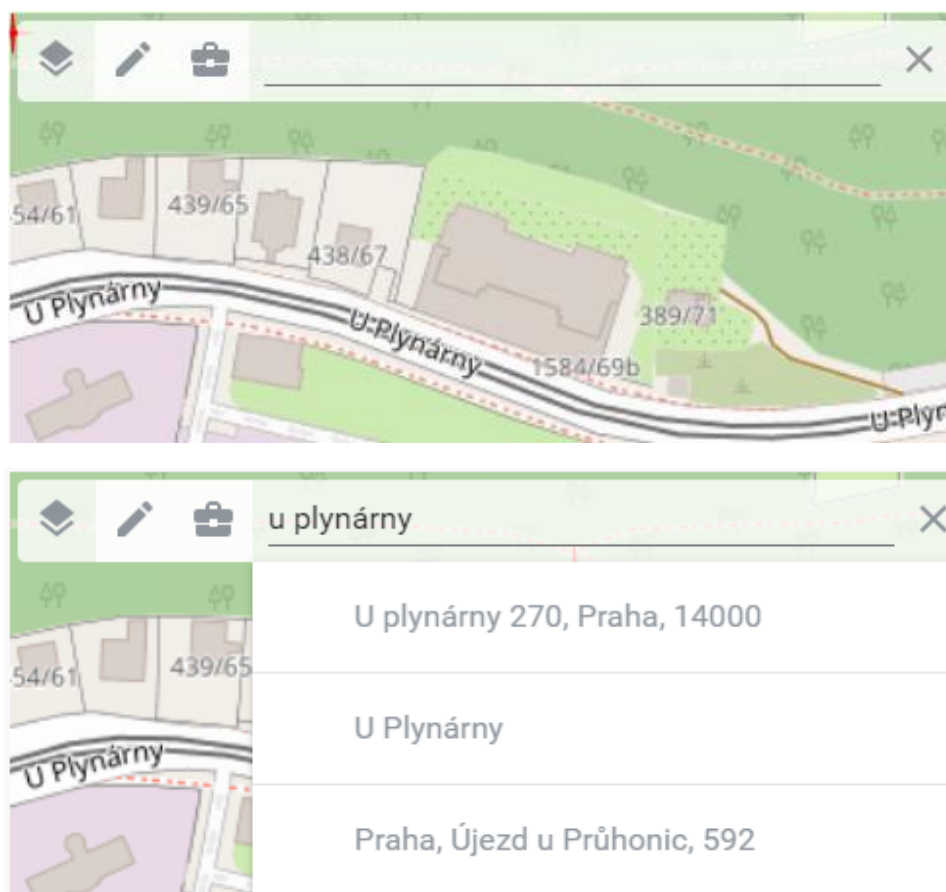 54/61
439/65
438/67
U Plynárny
U Plynárny
389/71
1584/69b
U Plyn
u plynárny
U plynárny 270, Praha, 14000
54/61
439/65
U Plynárny
U Plynárny
Praha, Újezd u Průhonic, 592